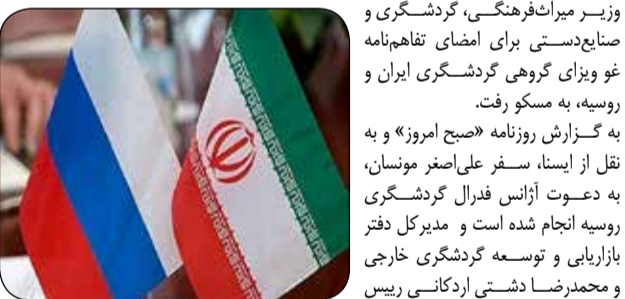 وزیر میراث‌فرهنگی، گردشگری و
صنایع‌دستی برای امضای تفاهم‌نامه
غو ویزای گروهی گردشگری ایران و
روسیه، به مسکو رفت.
به گزارش روزنامه «صبح امروز» و به
نقل از ایسنا، سفر علی‌اصغر مونسان،
به دعوت آژانس فدرال گردشگری
روسیه انجام شده است و مدیرکل دفتر
بازاریابی و توسعه گردشگری خارجی
و محمدرضا دشتی اردکانی رییس